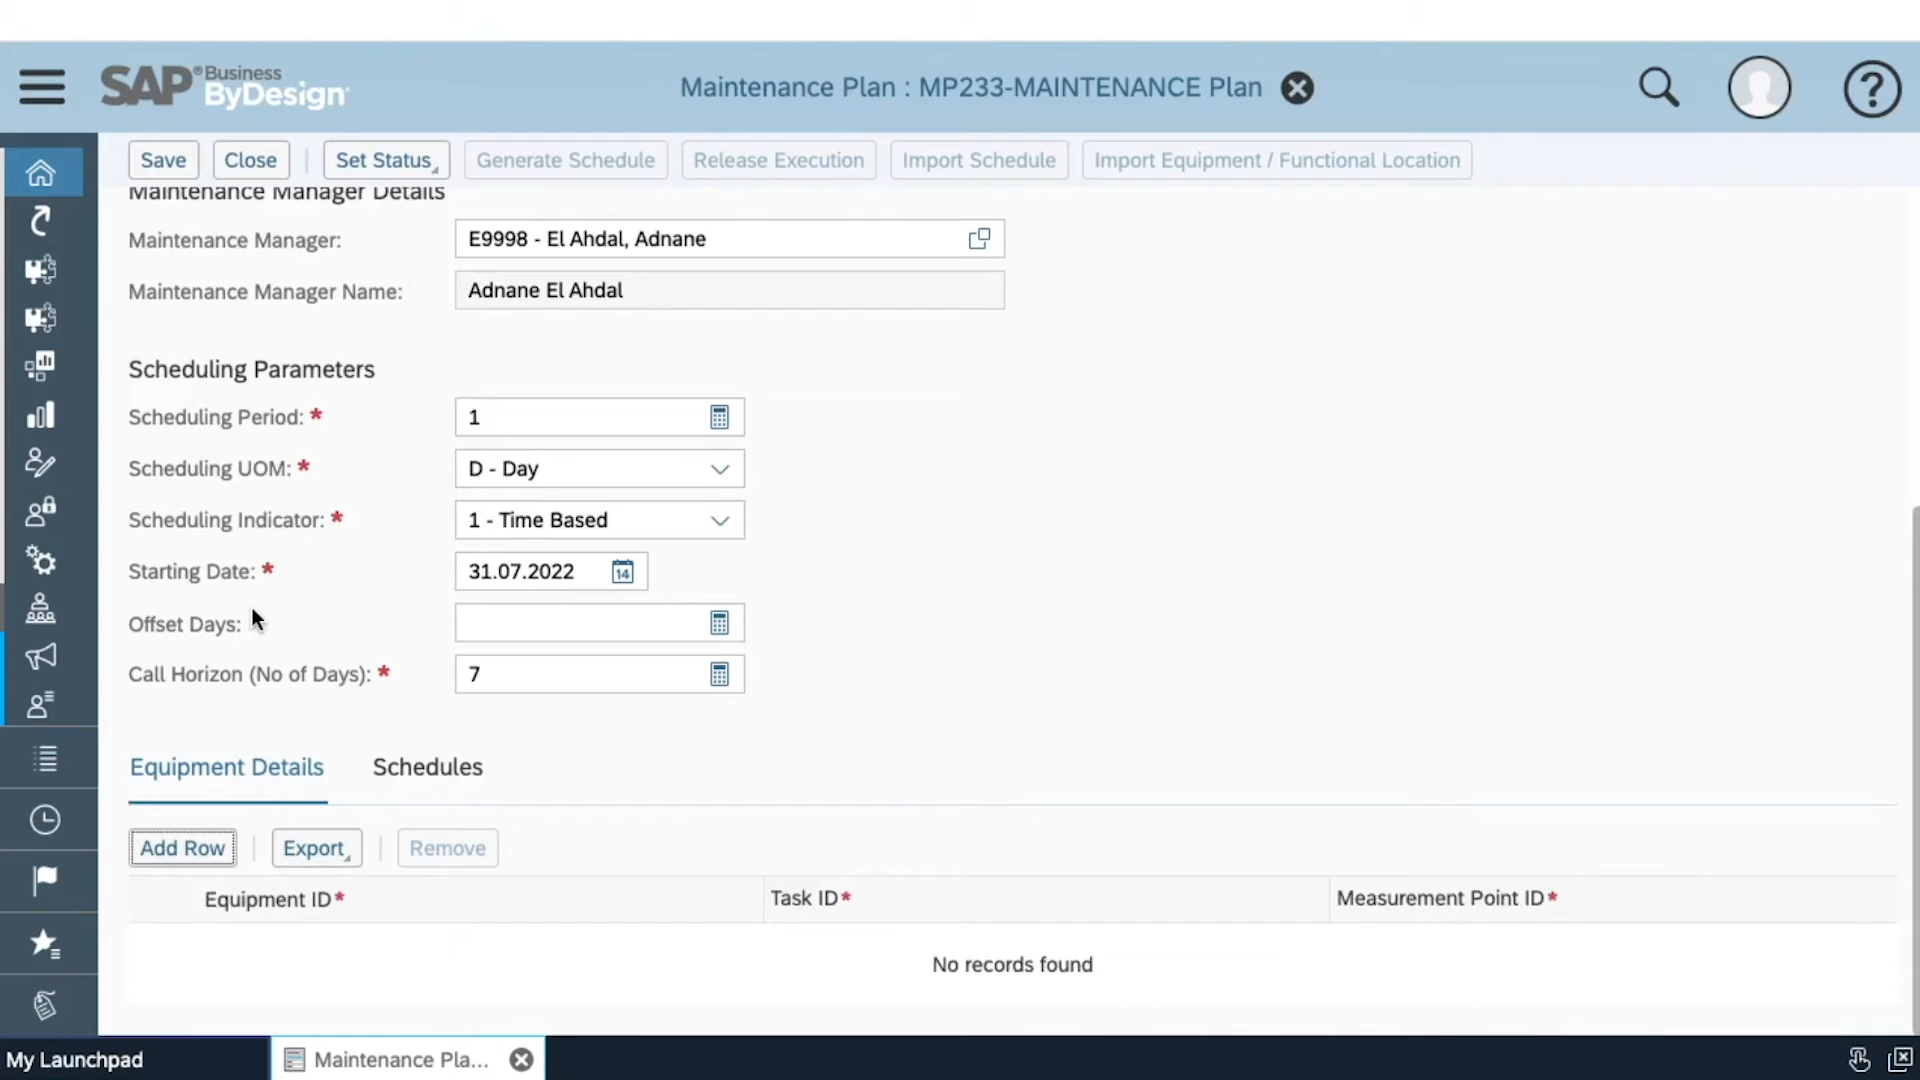 SAP® Business ByDesign
Maintenance Plan : MP233-MAINTENANCE Plan
Save Close Set Status Generate Schedule Release Execution Import Schedule Import Equipment / Functional Location
Maintenance Manager Details
Maintenance Manager: E9998 - El Ahdal, Adnane
Maintenance Manager Name: Adnane El Ahdal
Scheduling Parameters
Scheduling Period: * 1
Scheduling UOM: * D - Day
Scheduling Indicator: * 1 - Time Based
Starting Date: * 31.07.2022 14
Offset Days:
Call Horizon (No of Days): * 7
Equipment Details Schedules
Add Row Export Remove
Equipment ID* Task ID* Measurement Point ID*
No records found
My Launchpad Maintenance Pla...